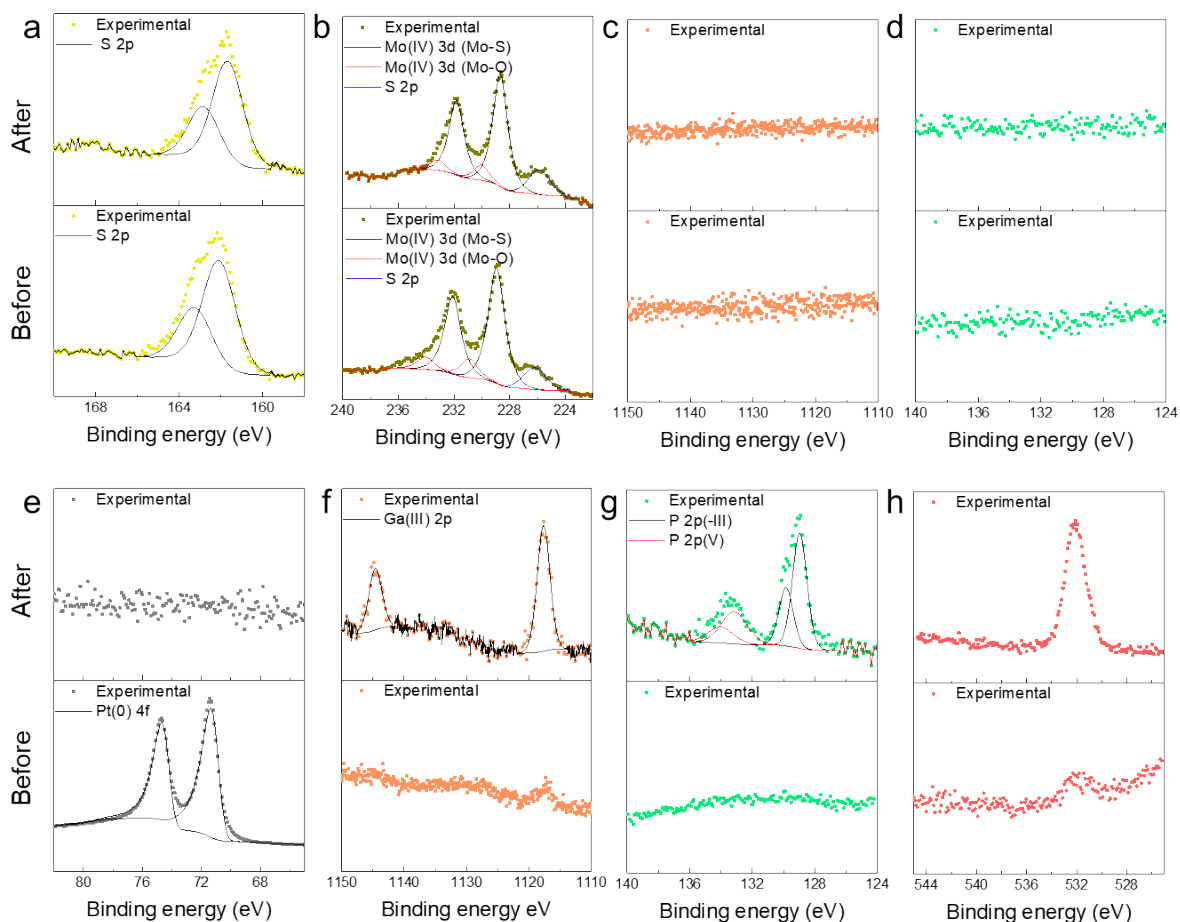 a
Experimental
S 2p
Experimental
S 2p
After
Before
168
164
160
Binding energy (eV)
b
Experimental
Mo(IV) 3d (Mo-S)
Mo(IV) 3d (Mo-O)
S 2p
Experimental
Mo(IV) 3d (Mo-S)
Mo(IV) 3d (Mo-O)
S 2p
240 236 232 228 224
Binding energy (eV)
c
Experimental
Experimental
1150 1140 1130 1120 1110
Binding energy (eV)
d
Experimental
Experimental
140 136 132 128 124
Binding energy (eV)
e
Experimental
Experimental
Pt(0) 4f
After
Before
80 76 72 68
Binding energy (eV)
f
Experimental
Ga(III) 2p
Experimental
1150 1140 1130 1120 1110
Binding energy eV
g
Experimental
P 2p(-III)
P 2p(V)
Experimental
140 136 132 128 124
Binding energy (eV)
h
Experimental
Experimental
544 540 536 532 528
Binding energy (eV)